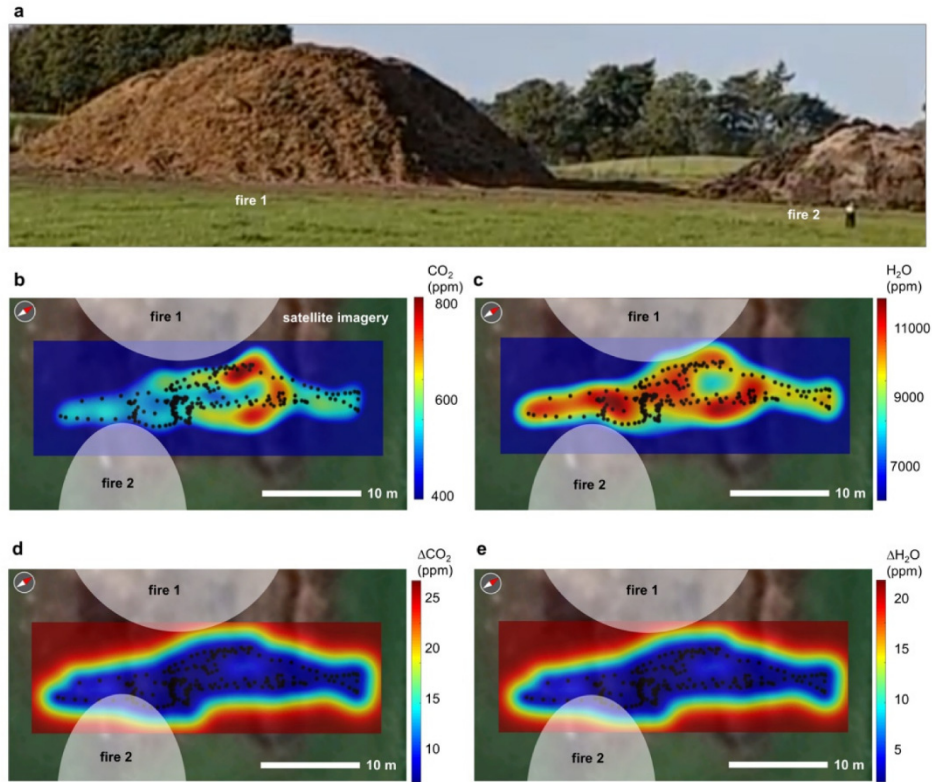 a
fire 1
fire 2
b
CO₂
(ppm)
fire 1
satellite imagery
800
600
400
fire 2
10 m
c
H₂O
(ppm)
fire 1
11000
9000
7000
fire 2
10 m
d
ΔCO₂
(ppm)
fire 1
25
20
15
10
fire 2
10 m
e
ΔH₂O
(ppm)
fire 1
20
15
10
5
fire 2
10 m